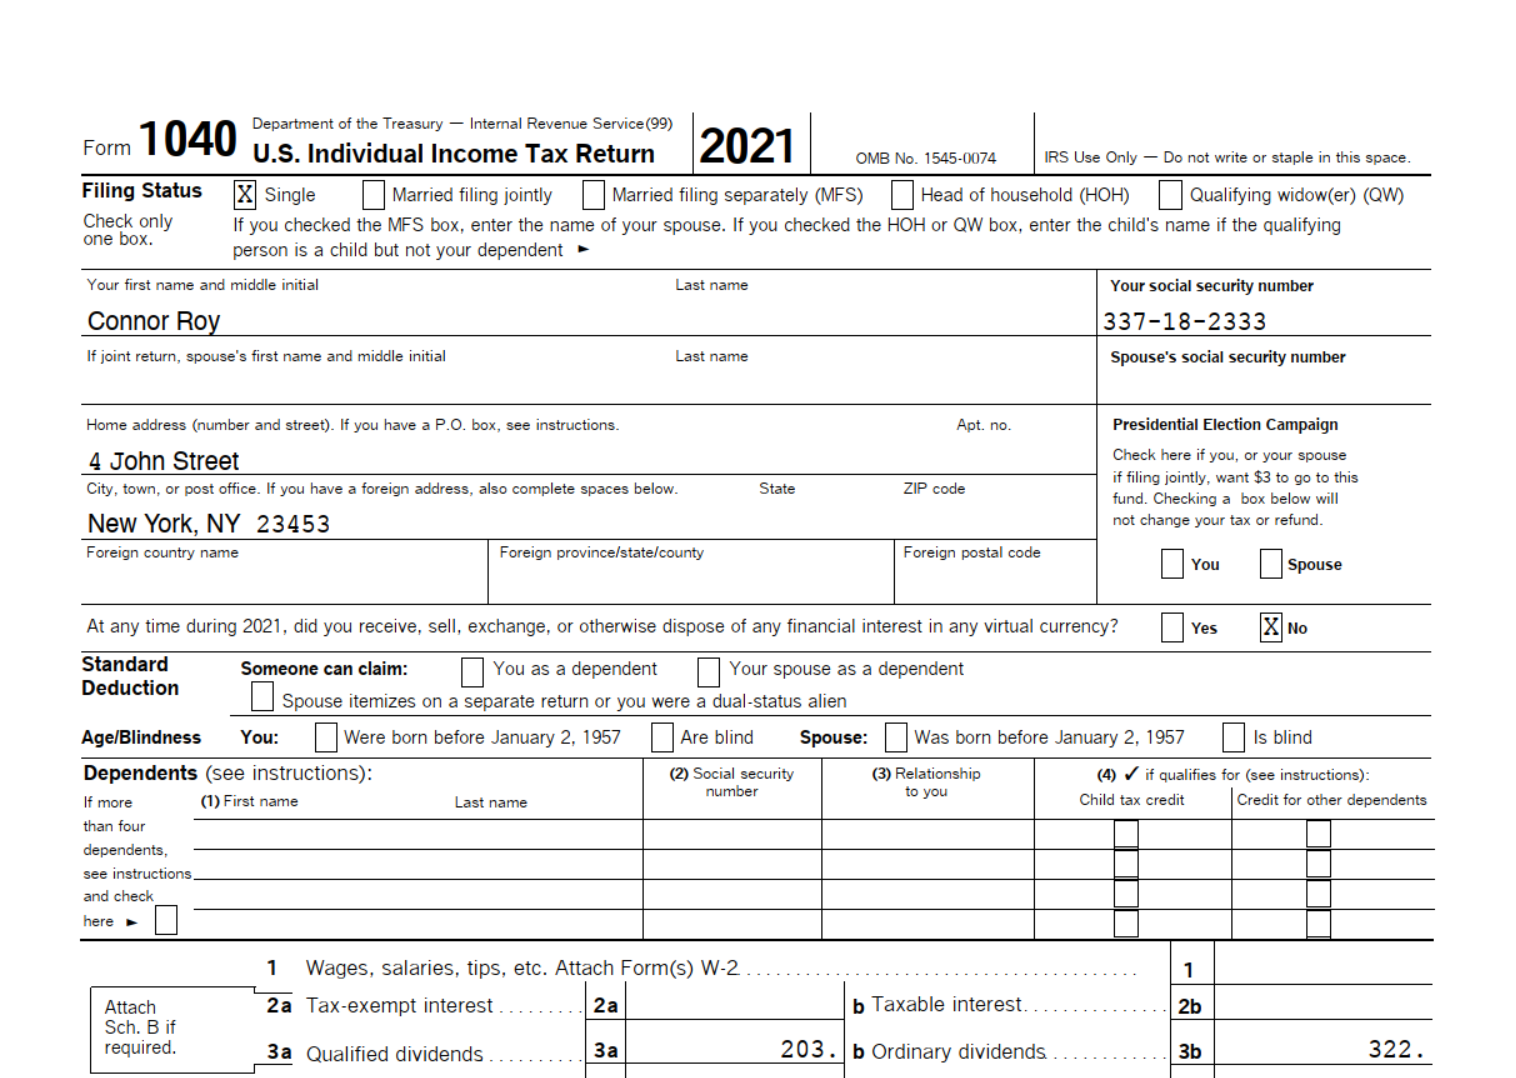 Form 1040 Department of the Treasury — Internal Revenue Service (99)
U.S. Individual Income Tax Return 2021 OMB No. 1545-0074 IRS Use Only — Do not write or staple in this space.
Filing Status X Single Married filing jointly Married filing separately (MFS) Head of household (HOH) Qualifying widow(er) (QW)
Check only
one box.
If you checked the MFS box, enter the name of your spouse. If you checked the HOH or QW box, enter the child's name if the qualifying
person is a child but not your dependent ►
Your first name and middle initial Last name Your social security number
Connor Roy 337-18-2333
If joint return, spouse's first name and middle initial Last name Spouse's social security number
Home address (number and street). If you have a P.O. box, see instructions. Apt. no.
4 John Street
City, town, or post office. If you have a foreign address, also complete spaces below. State ZIP code
New York, NY 23453
Foreign country name Foreign province/state/county Foreign postal code
Presidential Election Campaign
Check here if you, or your spouse
if filing jointly, want $3 to go to this
fund. Checking a box below will
not change your tax or refund.
You Spouse
At any time during 2021, did you receive, sell, exchange, or otherwise dispose of any financial interest in any virtual currency? Yes X No
Standard
Deduction
Someone can claim: You as a dependent Your spouse as a dependent
Spouse itemizes on a separate return or you were a dual-status alien
Age/Blindness You: Were born before January 2, 1957 Are blind Spouse: Was born before January 2, 1957 Is blind
Dependents (see instructions):
(1) First name Last name
(2) Social security
number
(3) Relationship
to you
(4) ✓ if qualifies for (see instructions):
Child tax credit Credit for other dependents
If more
than four
dependents,
see instructions
and check
here ►
1 Wages, salaries, tips, etc. Attach Form(s) W-2 1
Attach
Sch. B if
required.
2a Tax-exempt interest 2a b Taxable interest 2b
3a Qualified dividends 3a 203. b Ordinary dividends 3b 322.